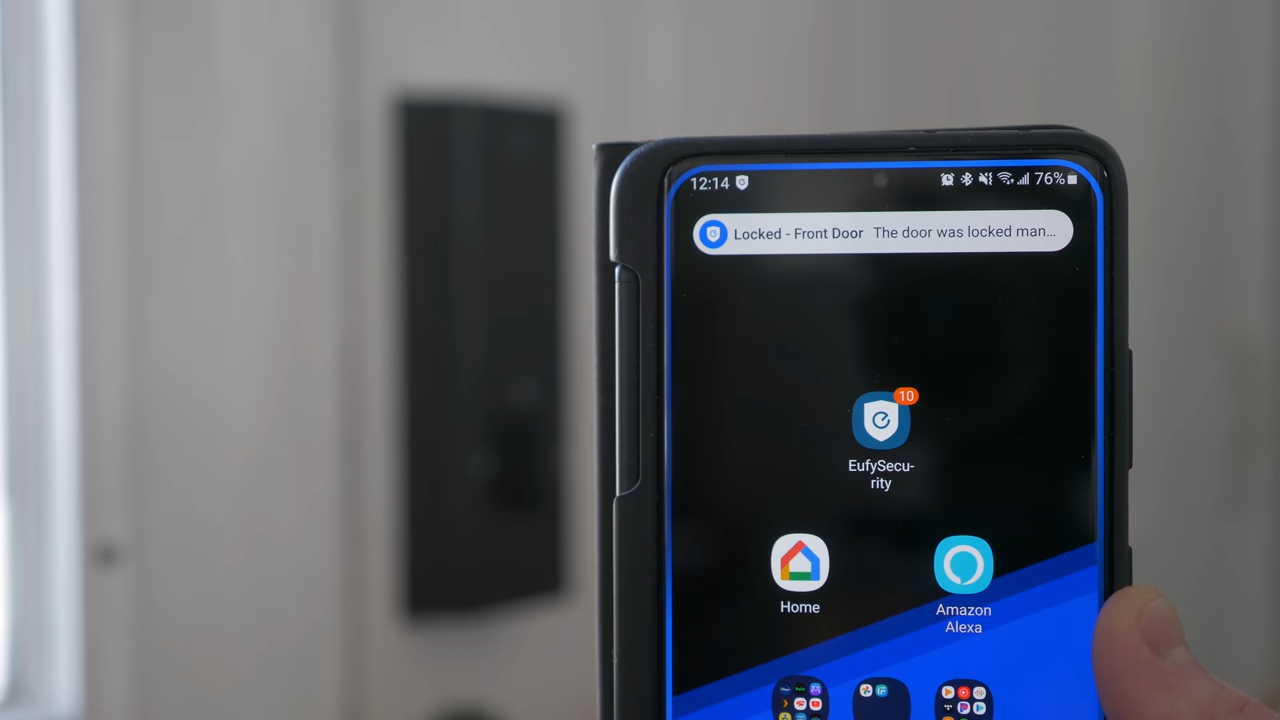 12:14 76%
Locked - Front Door The door was locked man...
10
EufySecu-
rity
Home
Amazon
Alexa